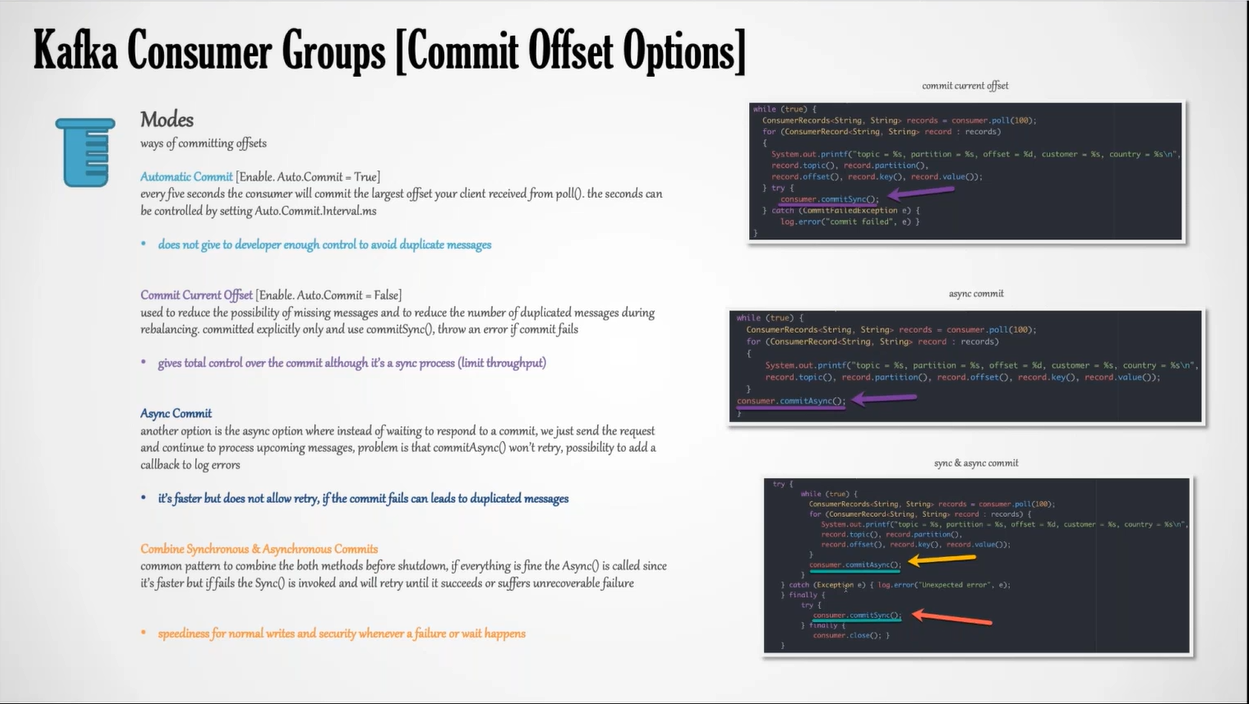 Kafka Consumer Groups [Commit Offset Options]
Modes
ways of committing offsets
Automatic Commit [Enable. Auto.Commit = True]
every five seconds the consumer will commit the largest offset your client received from poll(). the seconds can
be controlled by setting Auto.Commit.Interval.ms
• does not give to developer enough control to avoid duplicate messages
Commit Current Offset [Enable. Auto.Commit = False]
used to reduce the possibility of missing messages and to reduce the number of duplicated messages during
rebalancing. committed explicitly only and use commitSync(), throw an error if commit fails
• gives total control over the commit although it's a sync process (limit throughput)
Async Commit
another option is the async option where instead of waiting to respond to a commit, we just send the request
and continue to process upcoming messages, problem is that commitAsync() won't retry, possibility to add a
callback to log errors
• it's faster but does not allow retry, if the commit fails can leads to duplicated messages
Combine Synchronous & Asynchronous Commits
common pattern to combine the both methods before shutdown, if everything is fine the Async() is called since
it's faster but if fails the Sync() is invoked and will retry until it succeeds or suffers unrecoverable failure
• speediness for normal writes and security whenever a failure or wait happens
commit current offset
while (true) {
ConsumerRecords<String, String> records = consumer.poll(100);
for (ConsumerRecord<String, String> record : records)
{
System.out.printf("topic = %s, partition = %s, offset = %d, customer = %s, country = %s\n",
record.topic(), record.partition(),
record.offset(), record.key(), record.value());
} try {
consumer.commitSync();
} catch (CommitFailedException e) {
log.error("commit failed", e) }
}
async commit
while (true) {
ConsumerRecords<String, String> records = consumer.poll(100);
for (ConsumerRecord<String, String> record : records)
{
System.out.printf("topic = %s, partition = %s, offset = %d, customer = %s, country = %s\n",
record.topic(), record.partition(), record.offset(), record.key(), record.value());
}
consumer.commitAsync();
}
sync & async commit
try {
while (true) {
ConsumerRecords<String, String> records = consumer.poll(100);
for (ConsumerRecord<String, String> record : records) {
System.out.printf("topic = %s, partition = %s, offset = %d, customer = %s, country = %s\n",
record.topic(), record.partition(),
record.offset(), record.key(), record.value());
}
consumer.commitAsync();
}
} catch (Exception e) { log.error("Unexpected error", e);
} finally {
try {
consumer.commitSync();
} finally {
consumer.close(); }
}